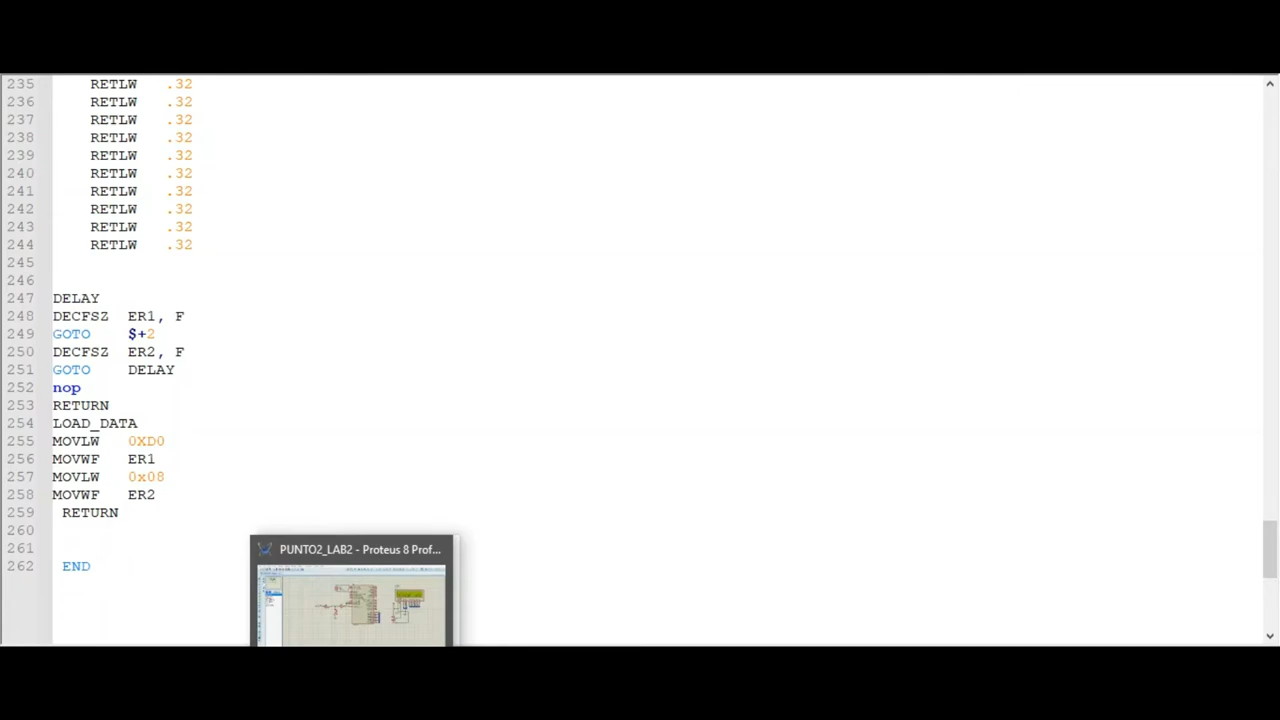 235 RETLW .32
236 RETLW .32
237 RETLW .32
238 RETLW .32
239 RETLW .32
240 RETLW .32
241 RETLW .32
242 RETLW .32
243 RETLW .32
244 RETLW .32
245
246
247 DELAY
248 DECFSZ ER1, F
249 GOTO $+2
250 DECFSZ ER2, F
251 GOTO DELAY
252 nop
253 RETURN
254 LOAD_DATA
255 MOVLW 0XD0
256 MOVWF ER1
257 MOVLW 0x08
258 MOVWF ER2
259 RETURN
260
261
262 END
PUNTO2_LAB2 - Proteus 8 Prof...